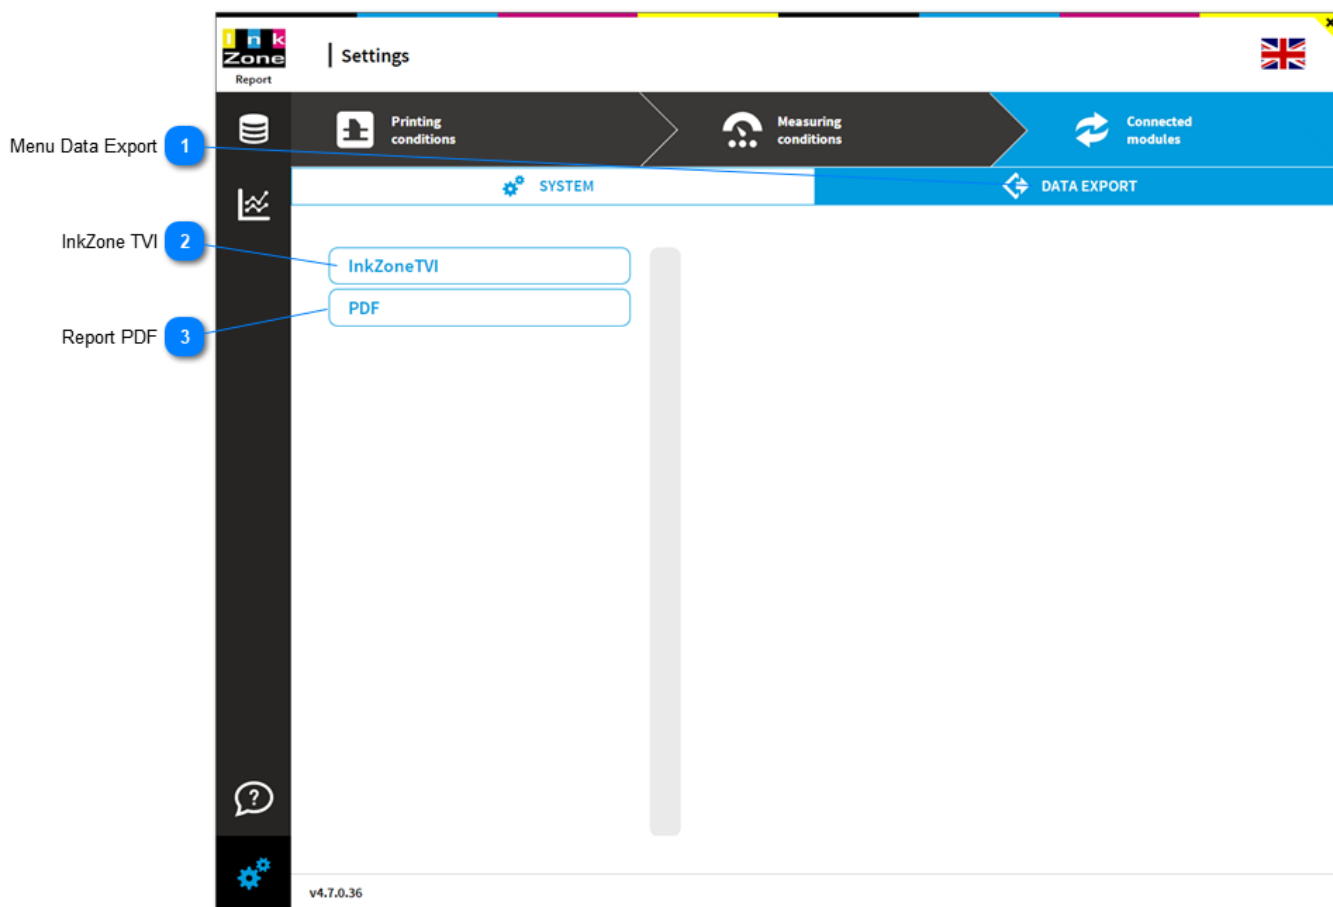 Ink
Zone
Report
Settings
x
Printing
conditions
Measuring
conditions
Connected
modules
Menu Data Export 1
SYSTEM
DATA EXPORT
InkZone TVI 2
InkZoneTVI
PDF
Report PDF 3
?
v4.7.0.36